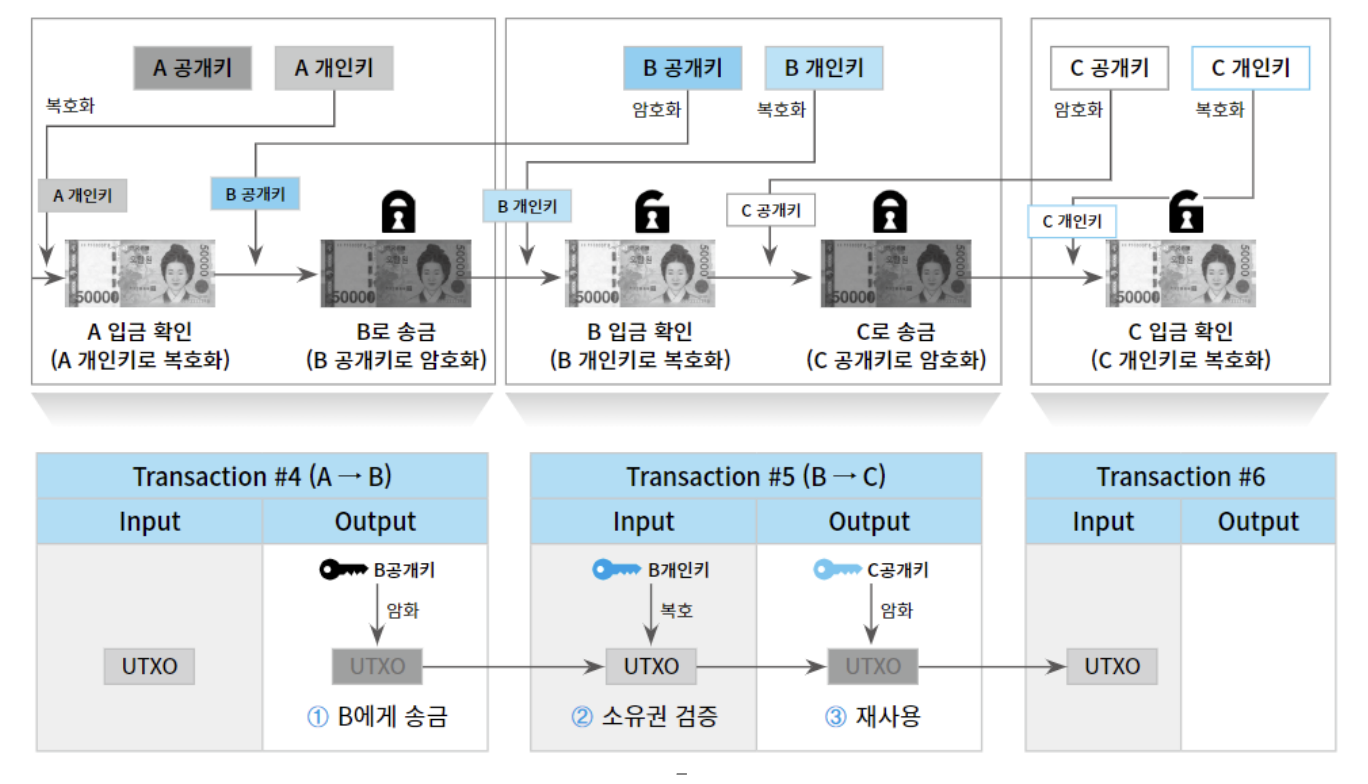 A 공개키
A 개인키
B 공개키
B 개인키
C 공개키
C 개인키
복호화
암호화
복호화
암호화
복호화
A 개인키
B 공개키
B 개인키
C 공개키
C 개인키
50000
50000
50000
50000
50000
A 입금 확인
(A 개인키로 복호화)
B로 송금
(B 공개키로 암호화)
B 입금 확인
(B 개인키로 복호화)
C로 송금
(C 공개키로 암호화)
C 입금 확인
(C 개인키로 복호화)
Transaction #4 (A → B)
Input
Output
B공개키
암화
UTXO
UTXO
① B에게 송금
Transaction #5 (B → C)
Input
Output
B개인키
C공개키
복호
암화
UTXO
UTXO
② 소유권 검증
③ 재사용
Transaction #6
Input
Output
UTXO